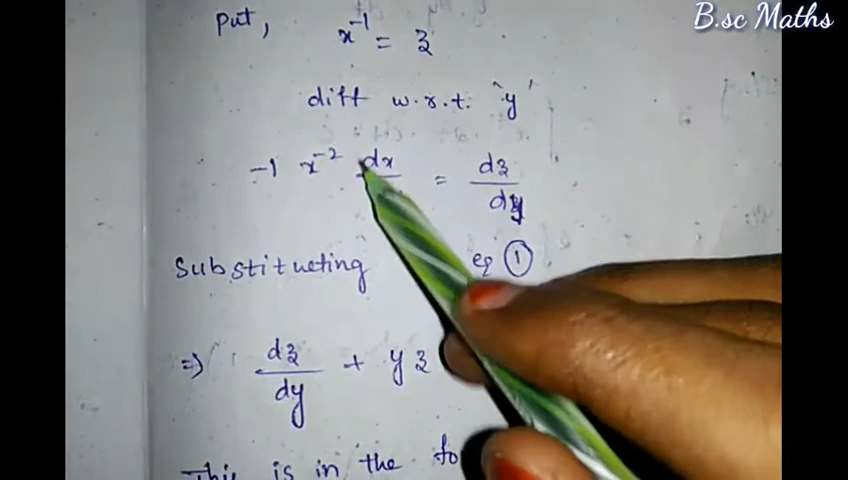 B.sc Maths
Put, x⁻¹ = z
diff w.r.t. 'y'
-1 x⁻² dx = dz/dy
Substituting eq ①
=> dz/dy + yz
This is in the fo